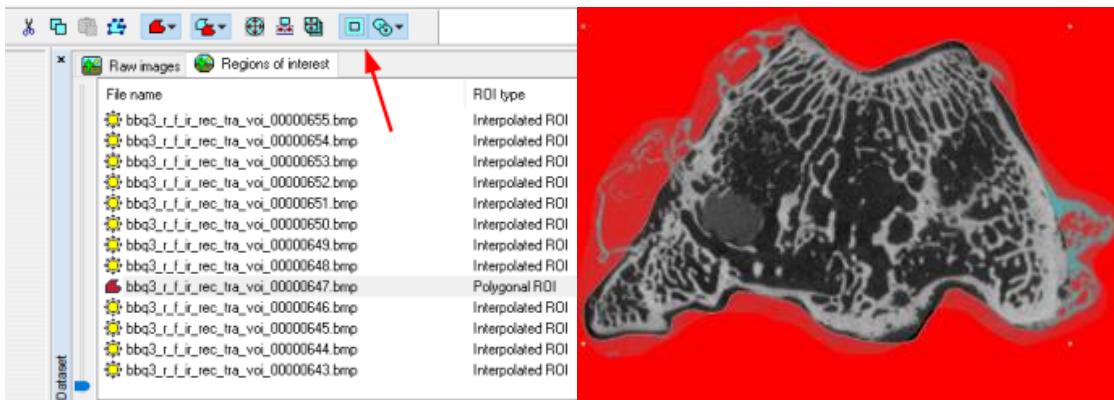 Raw images Regions of interest
File name ROI type
bbq3_r_f_ir_rec_tra_voi_00000655.bmp Interpolated ROI
bbq3_r_f_ir_rec_tra_voi_00000654.bmp Interpolated ROI
bbq3_r_f_ir_rec_tra_voi_00000653.bmp Interpolated ROI
bbq3_r_f_ir_rec_tra_voi_00000652.bmp Interpolated ROI
bbq3_r_f_ir_rec_tra_voi_00000651.bmp Interpolated ROI
bbq3_r_f_ir_rec_tra_voi_00000650.bmp Interpolated ROI
bbq3_r_f_ir_rec_tra_voi_00000649.bmp Interpolated ROI
bbq3_r_f_ir_rec_tra_voi_00000648.bmp Interpolated ROI
bbq3_r_f_ir_rec_tra_voi_00000647.bmp Polygonal ROI
bbq3_r_f_ir_rec_tra_voi_00000646.bmp Interpolated ROI
bbq3_r_f_ir_rec_tra_voi_00000645.bmp Interpolated ROI
bbq3_r_f_ir_rec_tra_voi_00000644.bmp Interpolated ROI
bbq3_r_f_ir_rec_tra_voi_00000643.bmp Interpolated ROI
Dataset